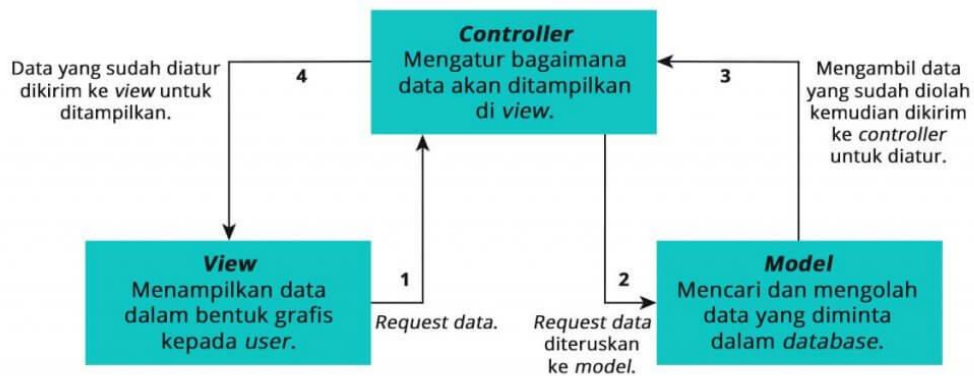 Controller
Mengatur bagaimana
data akan ditampilkan
di view.
Data yang sudah diatur
dikirim ke view untuk
ditampilkan.
4
3
Mengambil data
yang sudah diolah
kemudian dikirim
ke controller
untuk diatur.
View
Menampilkan data
dalam bentuk grafis
kepada user.
1
Request data.
2
Request data
diteruskan
ke model.
Model
Mencari dan mengolah
data yang diminta
dalam database.